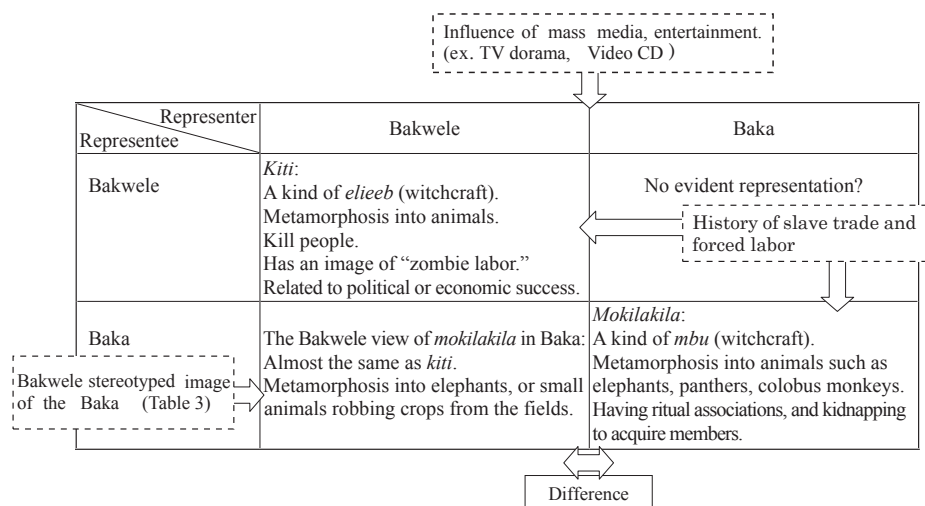 Influence of mass media, entertainment.
(ex. TV dorama, Video CD )
Representer
Representee
Bakwele
Baka
Bakwele
Kiti:
A kind of elieeb (witchcraft).
Metamorphosis into animals.
Kill people.
Has an image of “zombie labor.”
Related to political or economic success.
No evident representation?
History of slave trade and
forced labor
Baka
The Bakwele view of mokilakila in Baka:
Almost the same as kiti.
Metamorphosis into elephants, or small
animals robbing crops from the fields.
Mokilakila:
A kind of mbu (witchcraft).
Metamorphosis into animals such as
elephants, panthers, colobus monkeys.
Having ritual associations, and kidnapping
to acquire members.
Bakwele stereotyped image
of the Baka (Table 3)
Difference